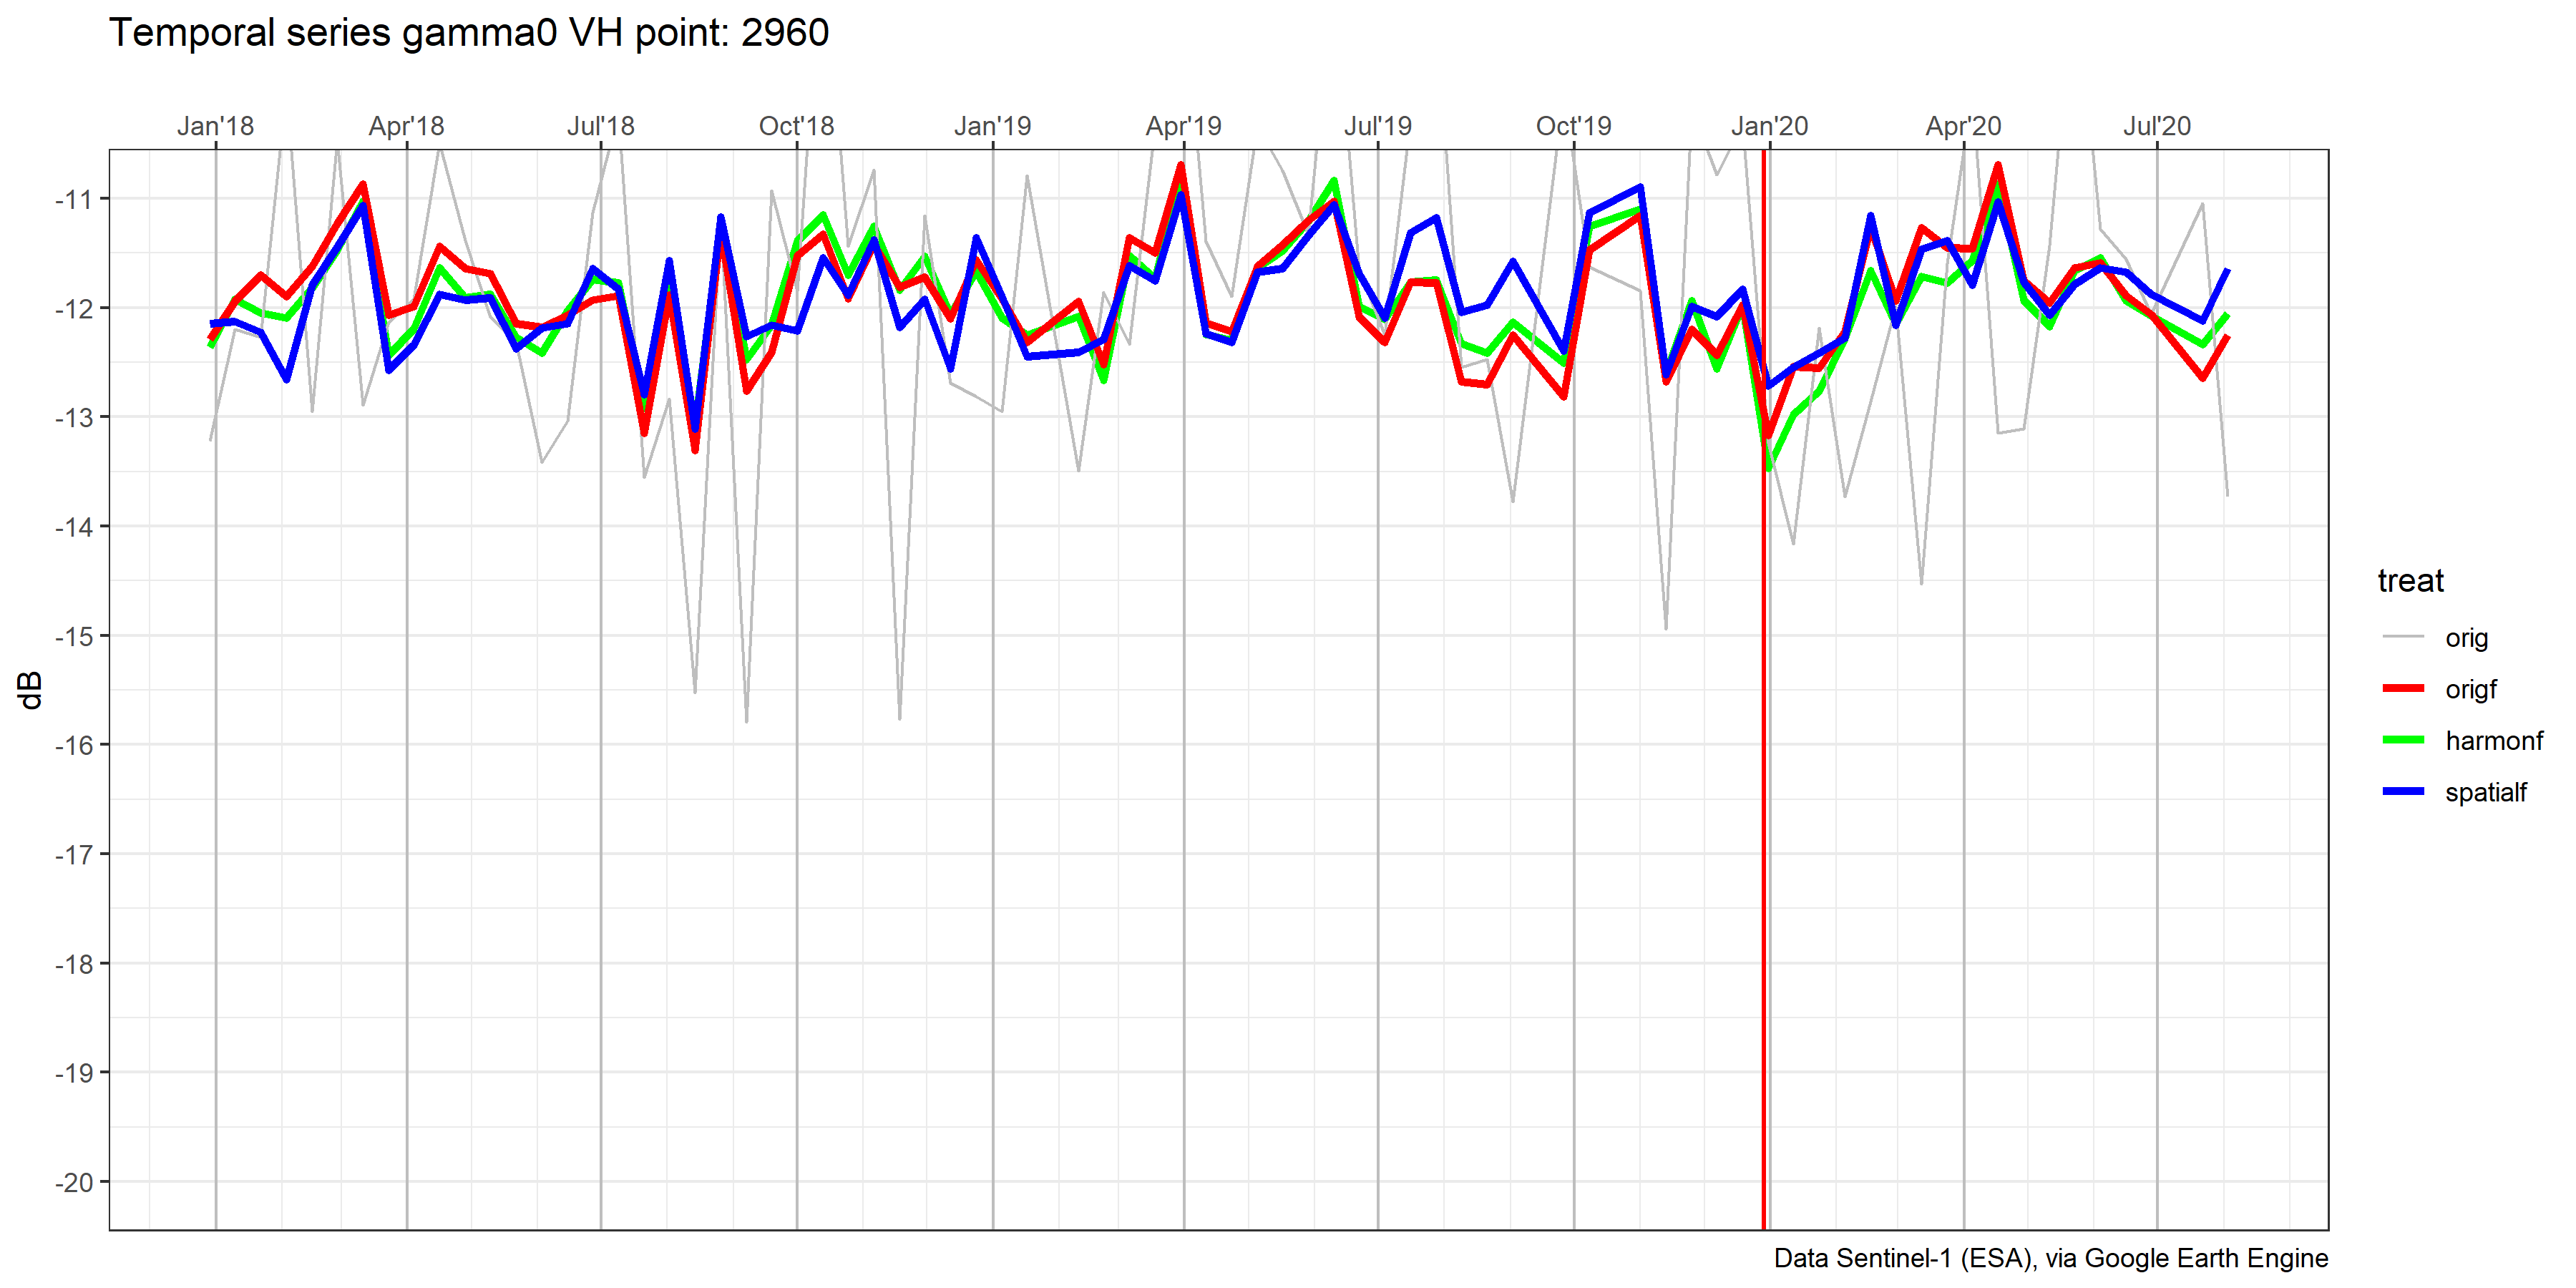 Temporal series gamma0 VH point: 2960
Jan'18 Apr'18 Jul'18 Oct'18 Jan'19 Apr'19 Jul'19 Oct'19 Jan'20 Apr'20 Jul'20
-11
-12
-13
-14
-15
-16
-17
-18
-19
-20
dB
treat
orig
origf
harmonf
spatialf
Data Sentinel-1 (ESA), via Google Earth Engine